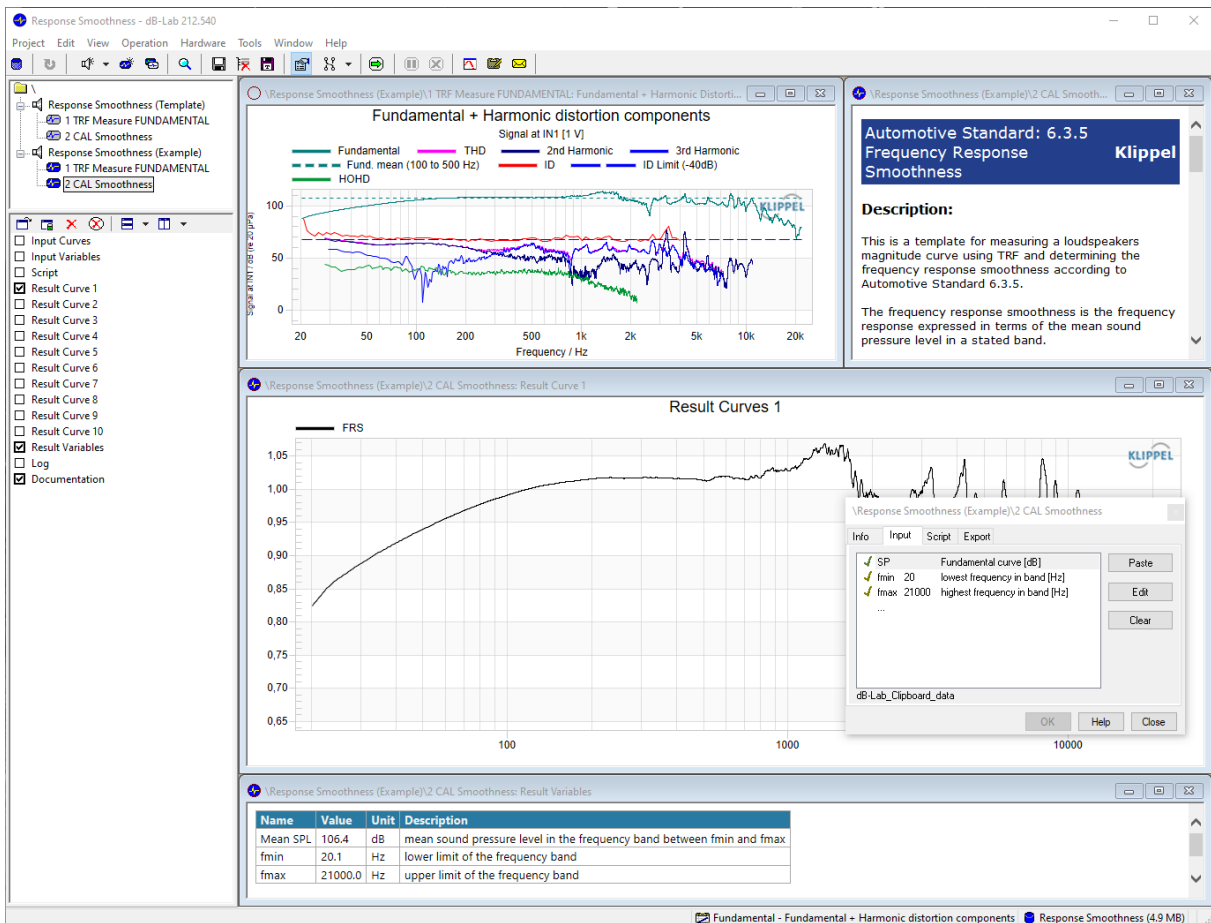 Response Smoothness - dB-Lab 212.540
Project Edit View Operation Hardware Tools Window Help
\
Response Smoothness (Template)
1 TRF Measure FUNDAMENTAL
2 CAL Smoothness
Response Smoothness (Example)
1 TRF Measure FUNDAMENTAL
2 CAL Smoothness
Input Curves
Input Variables
Script
Result Curve 1
Result Curve 2
Result Curve 3
Result Curve 4
Result Curve 5
Result Curve 6
Result Curve 7
Result Curve 8
Result Curve 9
Result Curve 10
Result Variables
Log
Documentation
\Response Smoothness (Example)\1 TRF Measure FUNDAMENTAL: Fundamental + Harmonic Distorti...
Fundamental + Harmonic distortion components
Signal at IN1 [1 V]
Fundamental THD 2nd Harmonic 3rd Harmonic
Fund. mean (100 to 500 Hz) ID ID Limit (-40dB)
HOHD
Signal at IN1 / dB (re 20 µPa)
100
50
0
KLIPPEL
20 50 100 200 500 1k 2k 5k 10k 20k
Frequency / Hz
\Response Smoothness (Example)\2 CAL Smooth...
Automotive Standard: 6.3.5
Frequency Response
Smoothness
Klippel
Description:
This is a template for measuring a loudspeakers
magnitude curve using TRF and determining the
frequency response smoothness according to
Automotive Standard 6.3.5.
The frequency response smoothness is the frequency
response expressed in terms of the mean sound
pressure level in a stated band.
\Response Smoothness (Example)\2 CAL Smoothness: Result Curve 1
Result Curves 1
FRS
KLIPPEL
1,05
1,00
0,95
0,90
0,85
0,80
0,75
0,70
0,65
100 1000 10000
\Response Smoothness (Example)\2 CAL Smoothness
Info Input Script Export
SP Fundamental curve [dB]
fmin 20 lowest frequency in band [Hz]
fmax 21000 highest frequency in band [Hz]
...
Paste
Edit
Clear
dB-Lab_Clipboard_data
OK Help Close
\Response Smoothness (Example)\2 CAL Smoothness: Result Variables
Name Value Unit Description
Mean SPL 106.4 dB mean sound pressure level in the frequency band between fmin and fmax
fmin 20.1 Hz lower limit of the frequency band
fmax 21000.0 Hz upper limit of the frequency band
Fundamental - Fundamental + Harmonic distortion components Response Smoothness (4.9 MB)